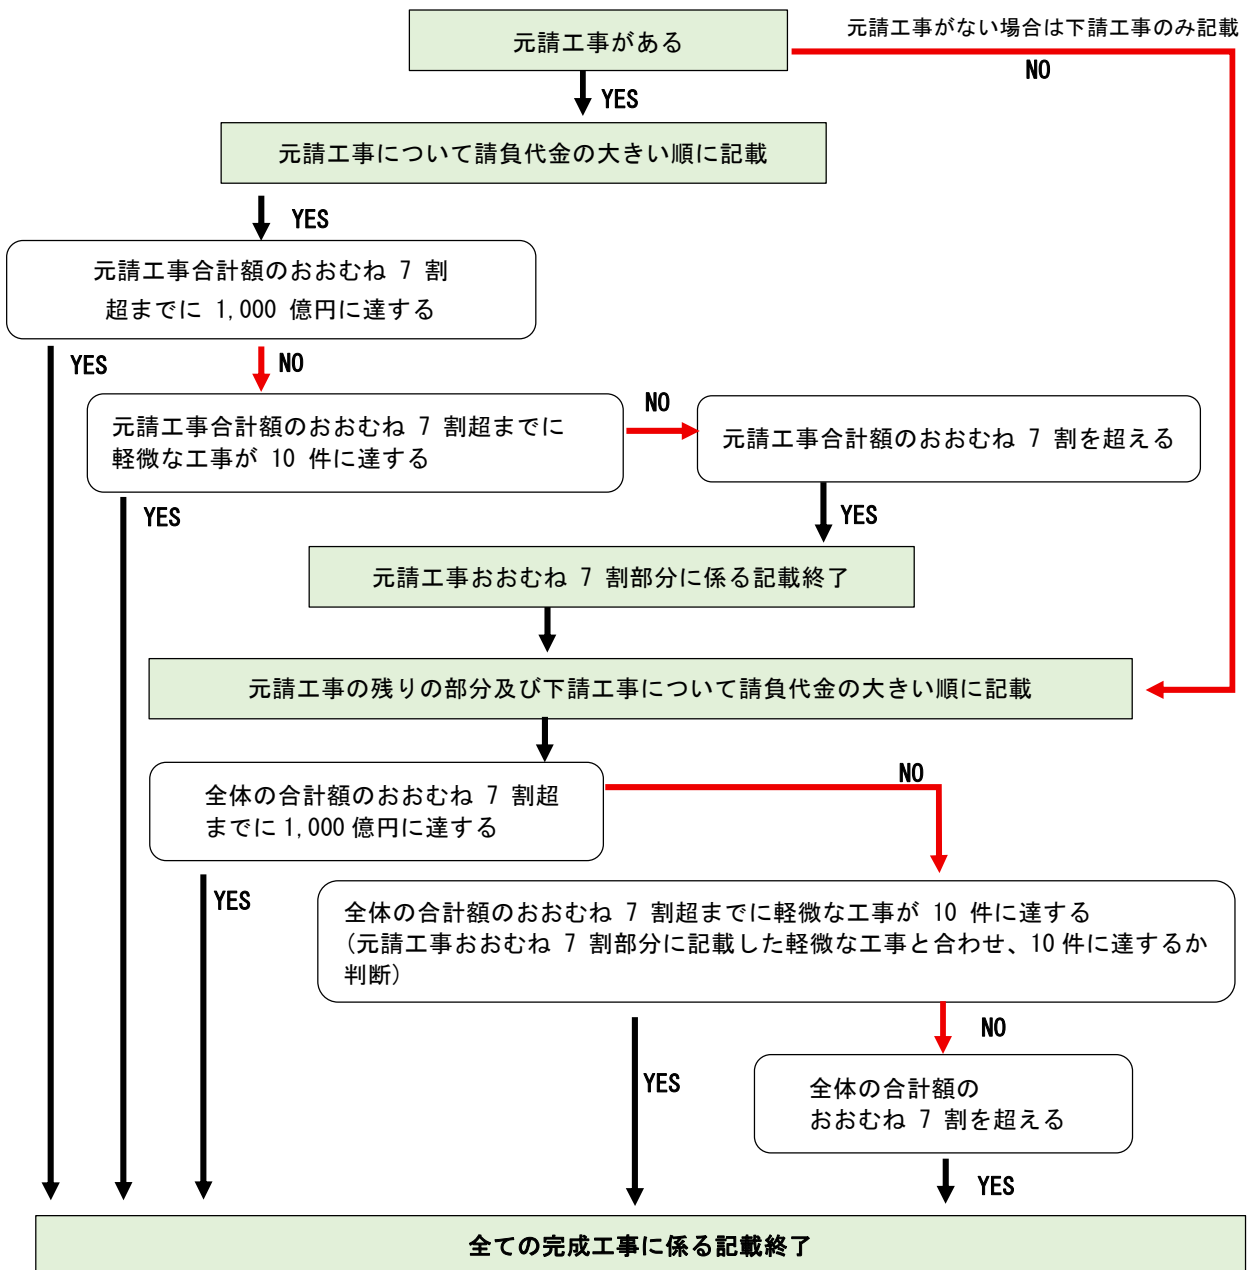 元請工事がある
元請工事がない場合は下請工事のみ記載
NO
YES
元請工事について請負代金の大きい順に記載
YES
元請工事合計額のおおむね 7 割
超までに 1,000 億円に達する
YES
NO
元請工事合計額のおおむね 7 割超までに
軽微な工事が 10 件に達する
NO
元請工事合計額のおおむね 7 割を超える
YES
YES
元請工事おおむね 7 割部分に係る記載終了
元請工事の残りの部分及び下請工事について請負代金の大きい順に記載
全体の合計額のおおむね 7 割超
までに1,000億円に達する
NO
YES
全体の合計額のおおむね 7 割超までに軽微な工事が 10 件に達する
(元請工事おおむね 7 割部分に記載した軽微な工事と合わせ、10件に達するか
判断)
NO
YES
全体の合計額の
おおむね 7 割を超える
YES
全ての完成工事に係る記載終了